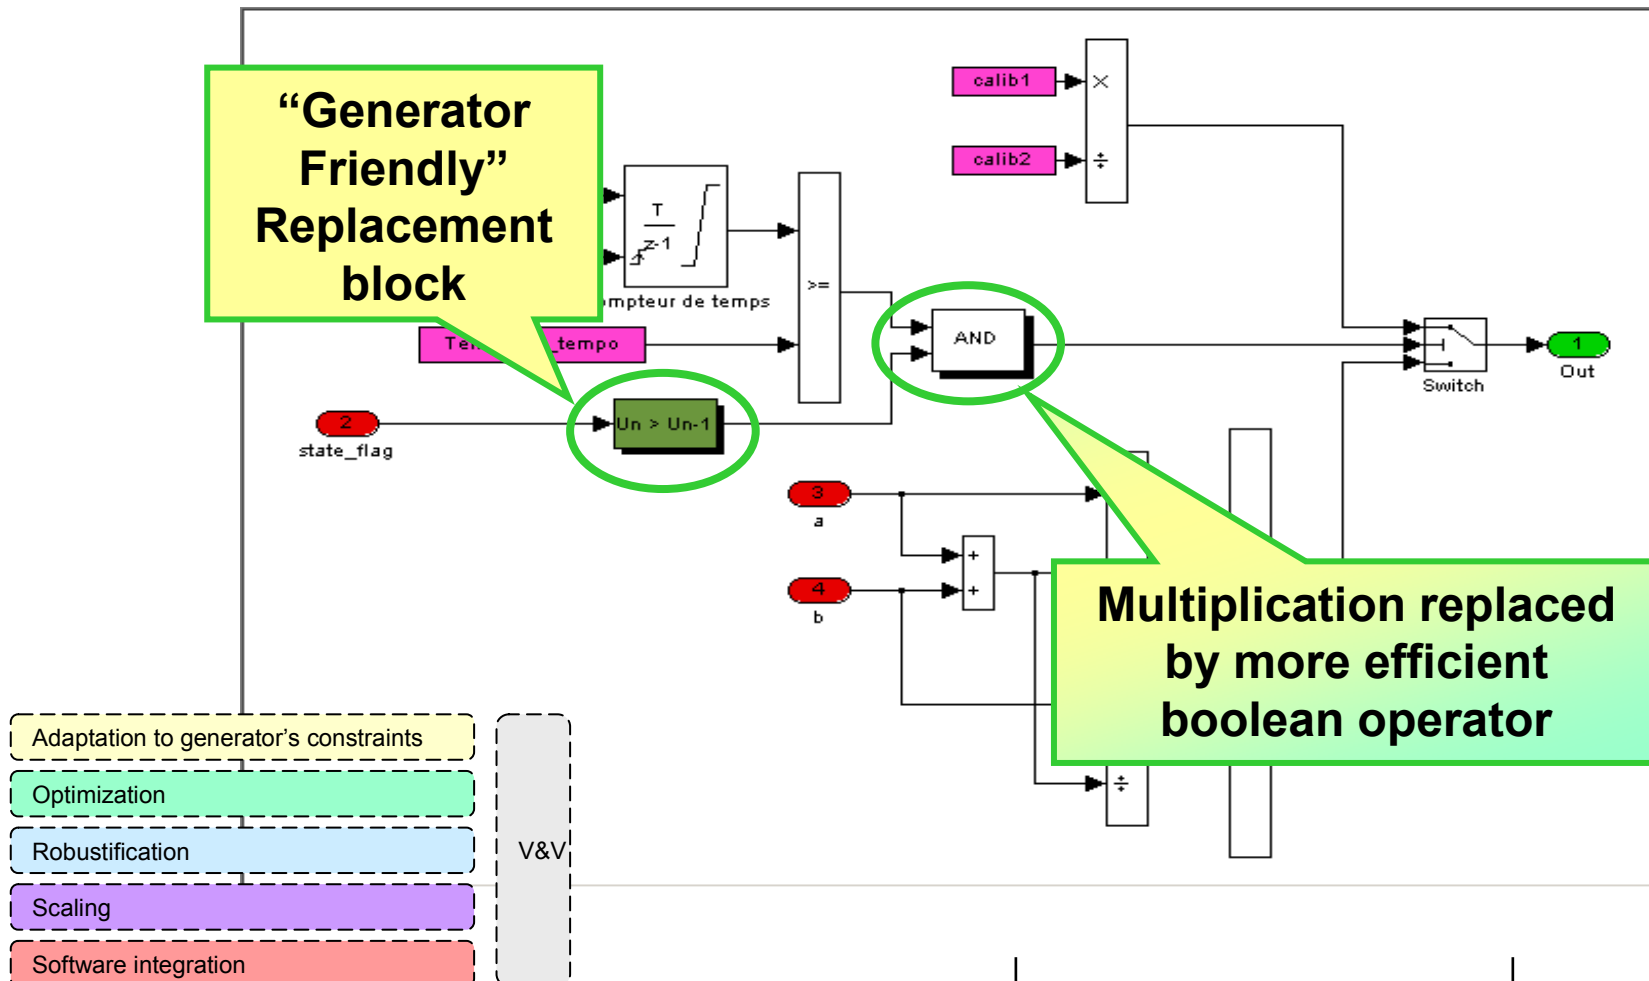 “Generator
Friendly”
Replacement
block
calib1
×
calib2
÷
T
z-1
>=
mpteur de temps
Te
tempo
AND
Switch
1
Out
2
state_flag
Un > Un-1
3
a
+
+
4
b
÷
Multiplication replaced
by more efficient
boolean operator
Adaptation to generator’s constraints
Optimization
Robustification
Scaling
Software integration
V&V